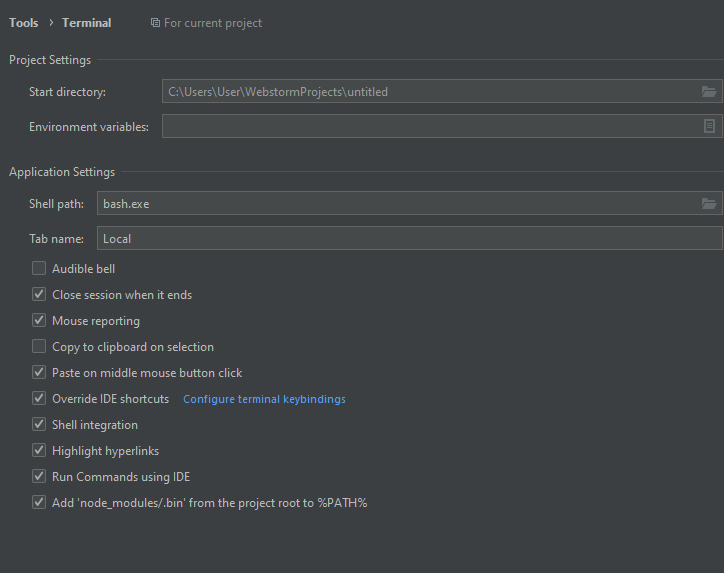 Tools › Terminal For current project
Project Settings
Start directory: C:\Users\User\WebstormProjects\untitled
Environment variables:
Application Settings
Shell path: bash.exe
Tab name: Local
Audible bell
Close session when it ends
Mouse reporting
Copy to clipboard on selection
Paste on middle mouse button click
Override IDE shortcuts Configure terminal keybindings
Shell integration
Highlight hyperlinks
Run Commands using IDE
Add 'node_modules/.bin' from the project root to %PATH%